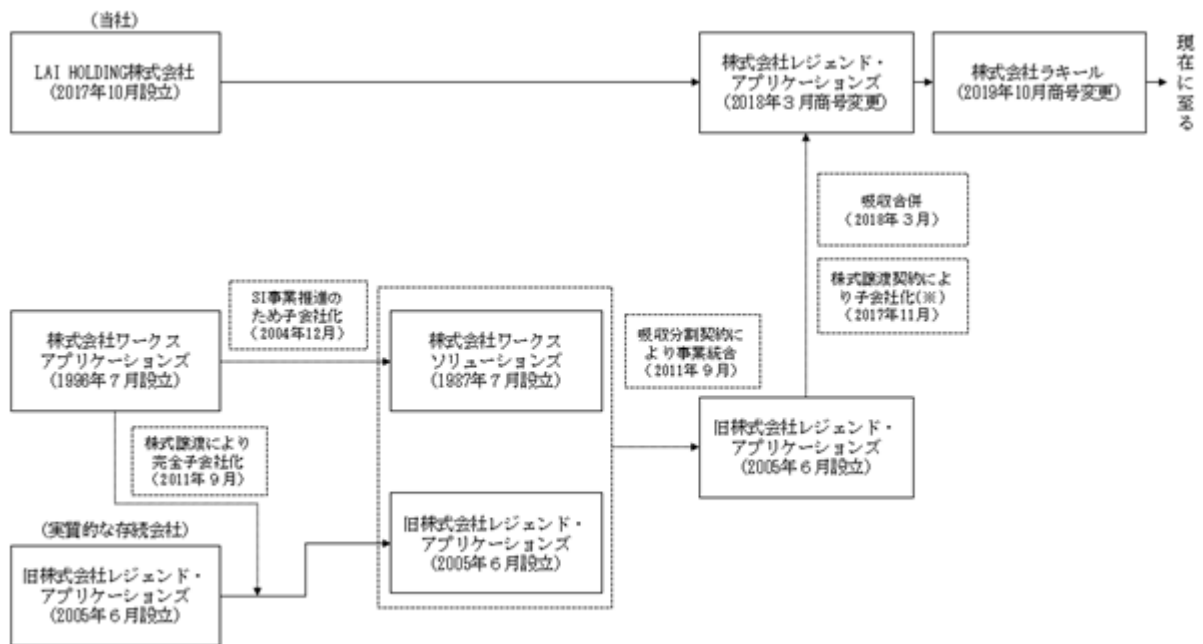 (当社)
LAI HOLDING株式会社
(2017年10月設立)
株式会社レジェンド・
アプリケーションズ
(2018年3月商号変更)
株式会社ラキール
(2019年10月商号変更)
現在に至る
吸収合併
(2018年3月)
株式譲渡契約によ
り子会社化(※)
(2017年11月)
SI事業推進の
ため子会社化
(2004年12月)
株式会社ワークス
アプリケーションズ
(1996年7月設立)
株式会社ワークス
ソリューションズ
(1987年7月設立)
吸収分割契約に
より事業統合
(2011年9月)
旧株式会社レジェンド・
アプリケーションズ
(2005年6月設立)
株式譲渡により
完全子会社化
(2011年9月)
旧株式会社レジェンド・
アプリケーションズ
(2005年6月設立)
(実質的な存続会社)
旧株式会社レジェンド・
アプリケーションズ
(2005年6月設立)